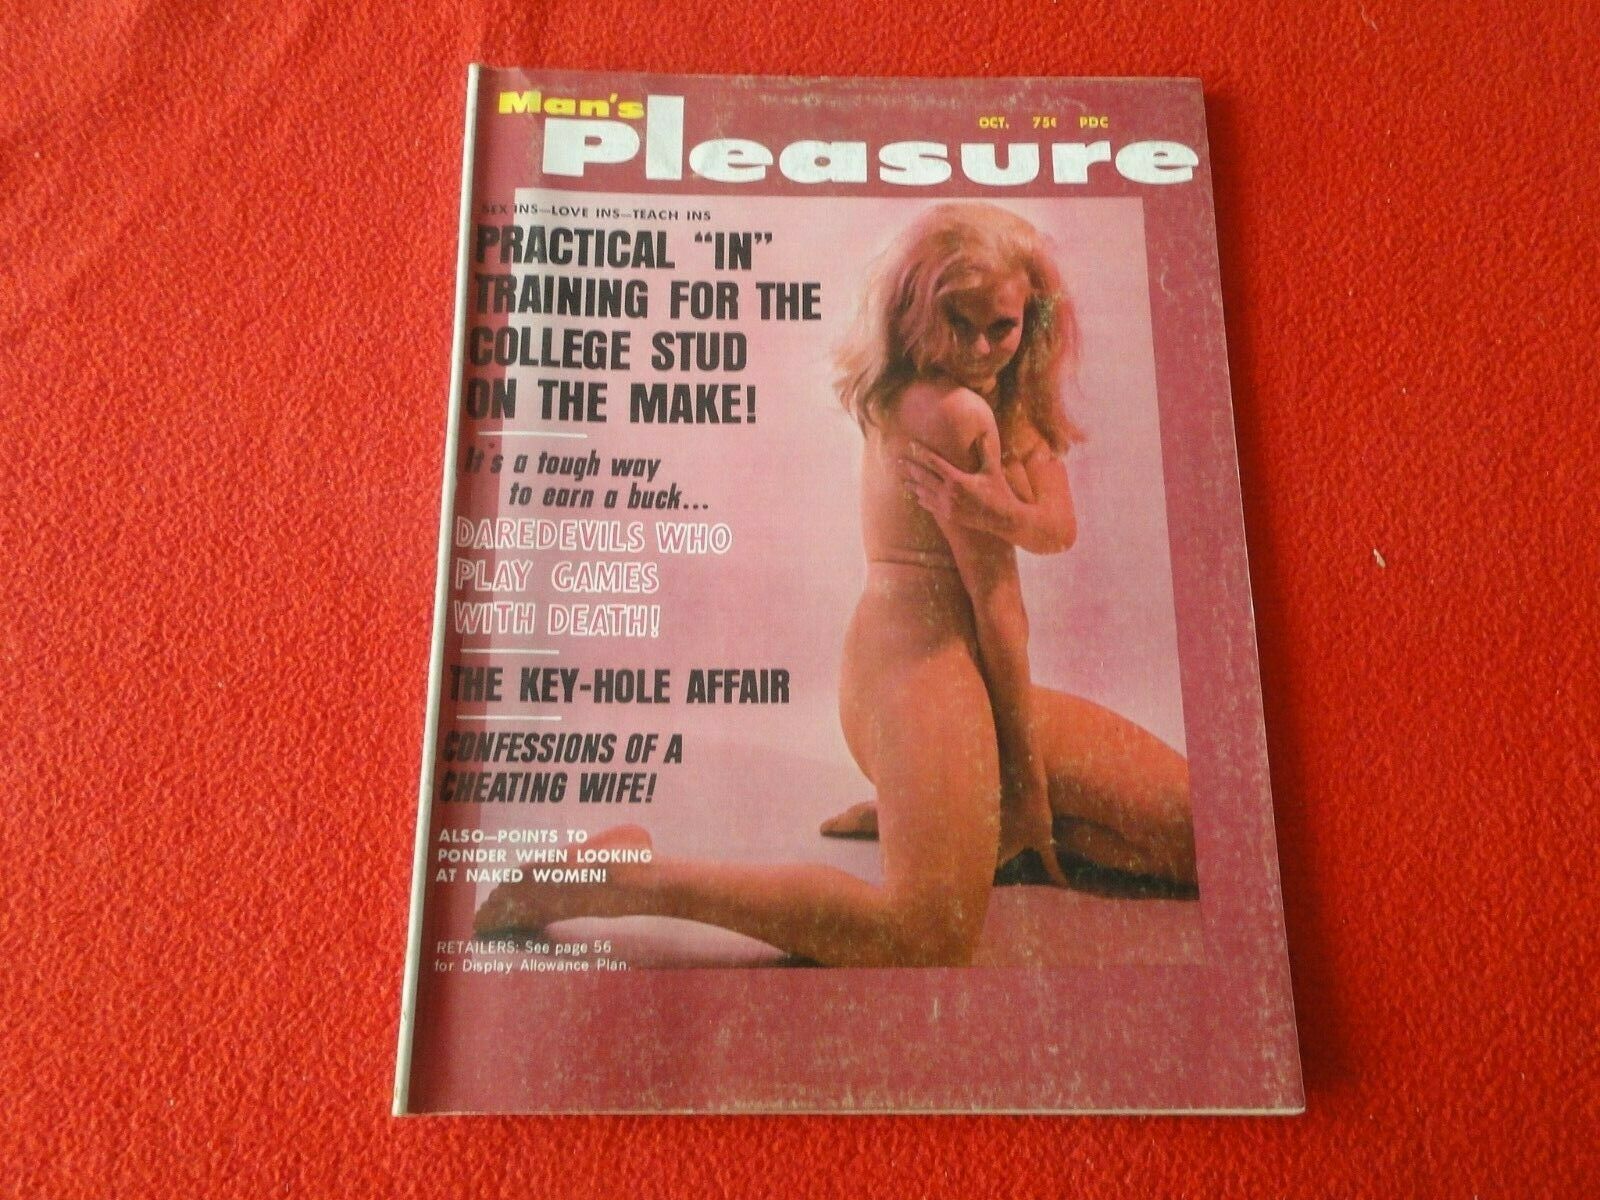 Man's
Pleasure
OCT. 75¢ PDC
SEX INS—LOVE INS—TEACH INS
PRACTICAL “IN”
TRAINING FOR THE
COLLEGE STUD
ON THE MAKE!
It's a tough way
to earn a buck...
DAREDEVILS WHO
PLAY GAMES
WITH DEATH!
THE KEY-HOLE AFFAIR
CONFESSIONS OF A
CHEATING WIFE!
ALSO—POINTS TO
PONDER WHEN LOOKING
AT NAKED WOMEN!
RETAILERS: See page 56
for Display Allowance Plan.